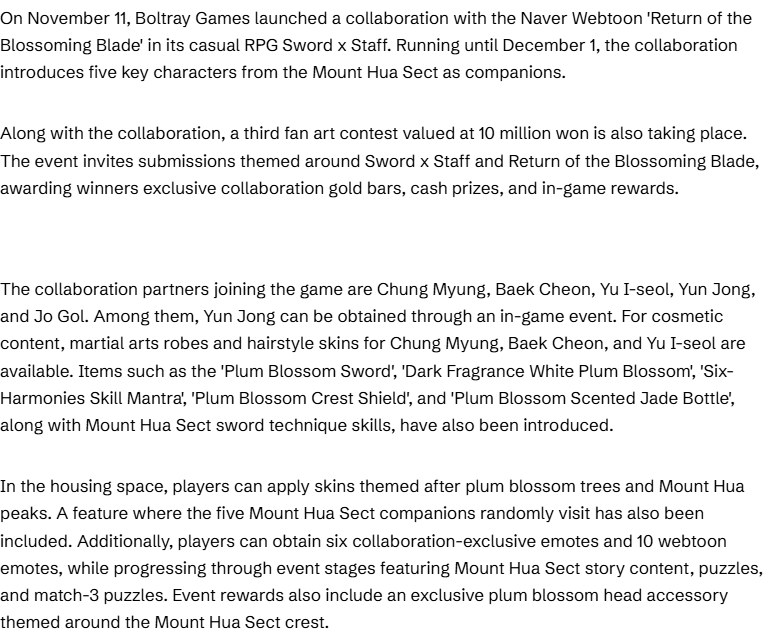 On November 11, Boltray Games launched a collaboration with the Naver Webtoon 'Return of the
Blossoming Blade' in its casual RPG Sword x Staff. Running until December 1, the collaboration
introduces five key characters from the Mount Hua Sect as companions.
Along with the collaboration, a third fan art contest valued at 10 million won is also taking place.
The event invites submissions themed around Sword x Staff and Return of the Blossoming Blade,
awarding winners exclusive collaboration gold bars, cash prizes, and in-game rewards.
The collaboration partners joining the game are Chung Myung, Baek Cheon, Yu I-seol, Yun Jong,
and Jo Gol. Among them, Yun Jong can be obtained through an in-game event. For cosmetic
content, martial arts robes and hairstyle skins for Chung Myung, Baek Cheon, and Yu I-seol are
available. Items such as the 'Plum Blossom Sword', 'Dark Fragrance White Plum Blossom', 'Six-
Harmonies Skill Mantra', 'Plum Blossom Crest Shield', and 'Plum Blossom Scented Jade Bottle',
along with Mount Hua Sect sword technique skills, have also been introduced.
In the housing space, players can apply skins themed after plum blossom trees and Mount Hua
peaks. A feature where the five Mount Hua Sect companions randomly visit has also been
included. Additionally, players can obtain six collaboration-exclusive emotes and 10 webtoon
emotes, while progressing through event stages featuring Mount Hua Sect story content, puzzles,
and match-3 puzzles. Event rewards also include an exclusive plum blossom head accessory
themed around the Mount Hua Sect crest.